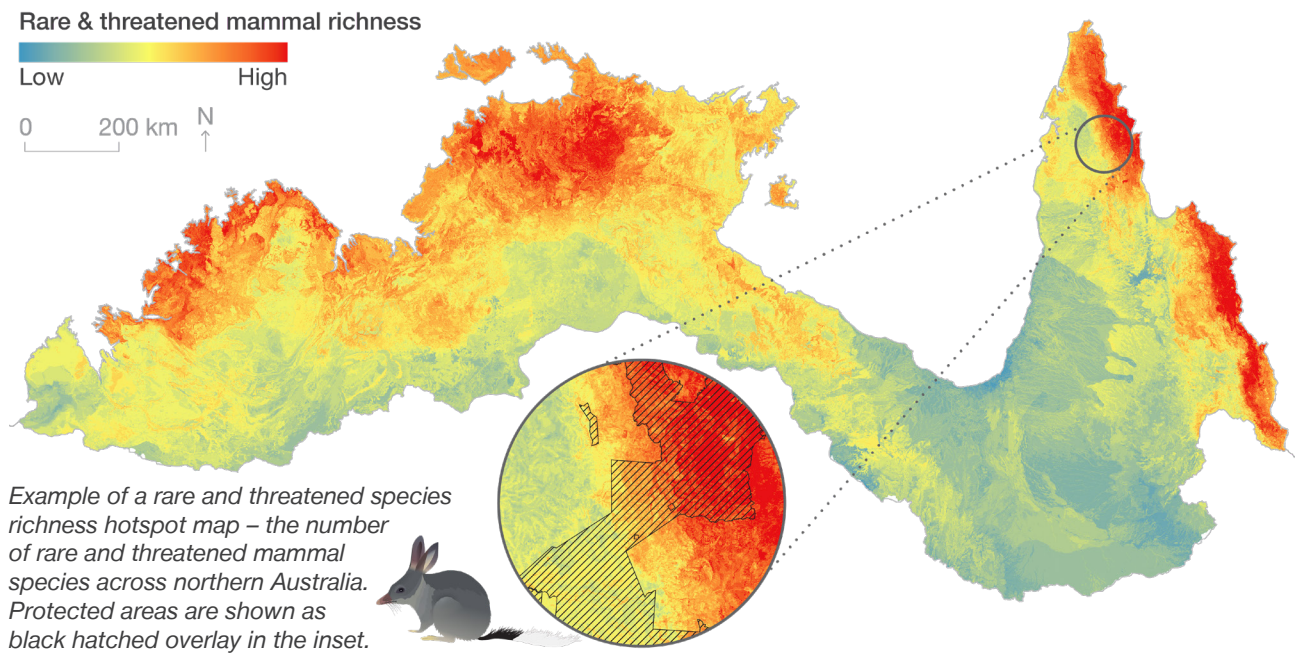 Rare & threatened mammal richness
Low High
0 200 km N
Example of a rare and threatened species
richness hotspot map – the number
of rare and threatened mammal
species across northern Australia.
Protected areas are shown as
black hatched overlay in the inset.